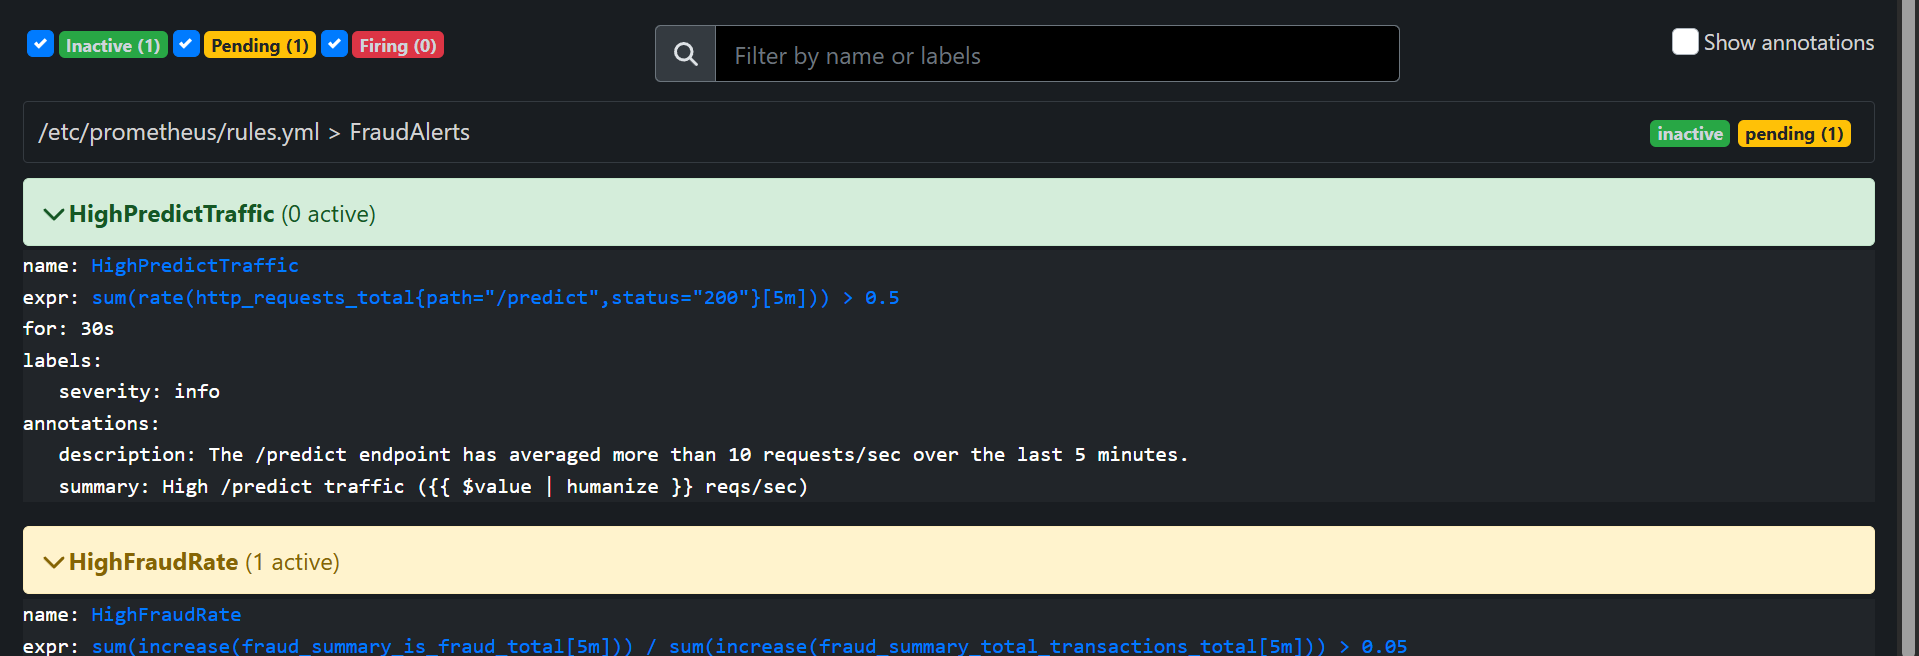 Inactive (1) Pending (1) Firing (0)
Filter by name or labels
Show annotations
/etc/prometheus/rules.yml > FraudAlerts
inactive pending (1)
HighPredictTraffic (0 active)
name: HighPredictTraffic
expr: sum(rate(http_requests_total{path="/predict",status="200"}[5m])) > 0.5
for: 30s
labels:
severity: info
annotations:
description: The /predict endpoint has averaged more than 10 requests/sec over the last 5 minutes.
summary: High /predict traffic ({{ $value | humanize }} reqs/sec)
HighFraudRate (1 active)
name: HighFraudRate
expr: sum(increase(fraud_summary_is_fraud_total[5m])) / sum(increase(fraud_summary_total_transactions_total[5m])) > 0.05